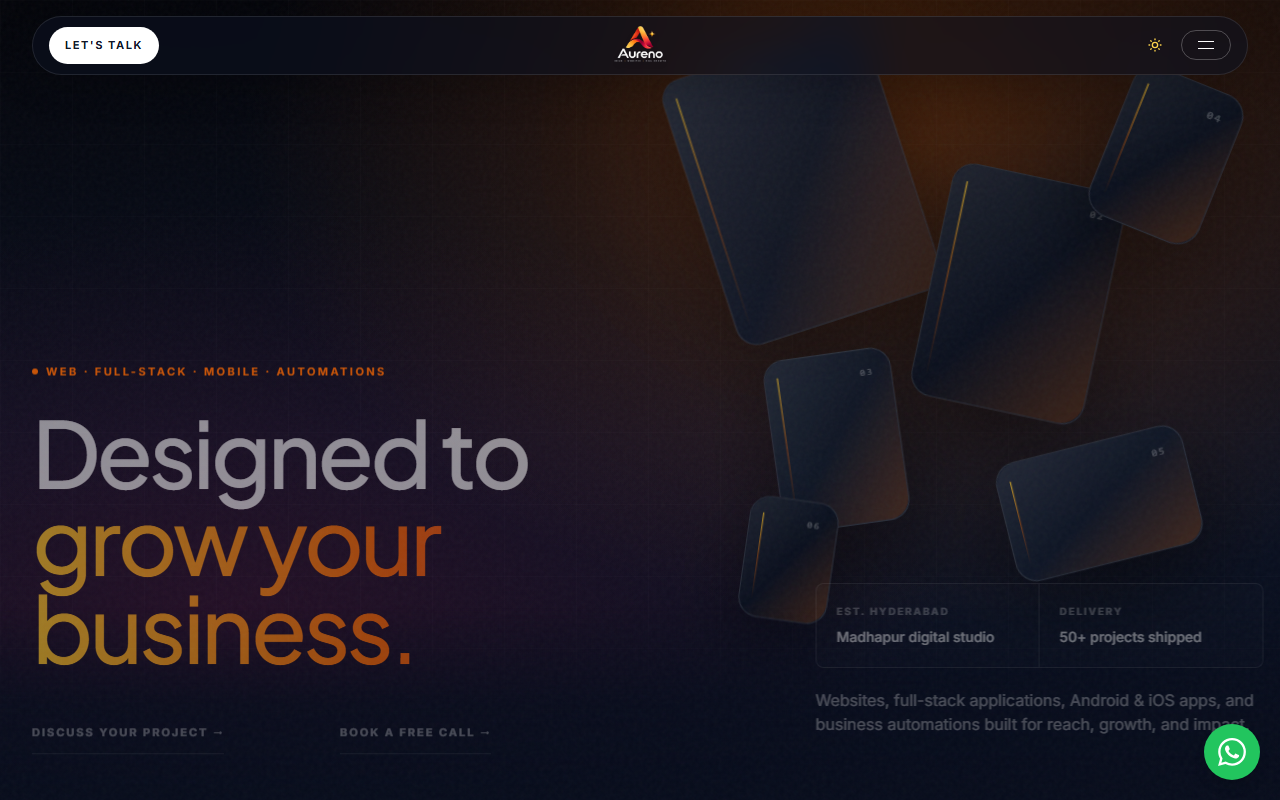 LET'S TALK
Aureno
04
02
03
05
06
WEB · FULL-STACK · MOBILE · AUTOMATIONS
Designed to
grow your
business.
DISCUSS YOUR PROJECT →
BOOK A FREE CALL →
EST. HYDERABAD
Madhapur digital studio
DELIVERY
50+ projects shipped
Websites, full-stack applications, Android & iOS apps, and
business automations built for reach, growth, and impact.